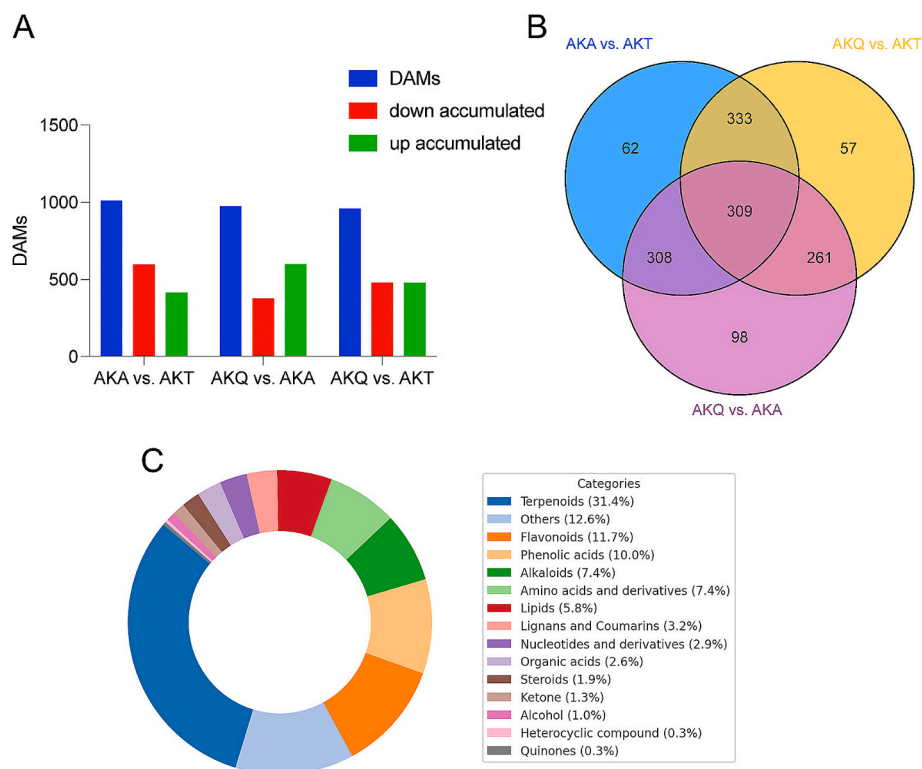 A
DAMs
down accumulated
up accumulated
1500
1000
500
0
DAMs
AKA vs. AKT
AKQ vs. AKA
AKQ vs. AKT
B
AKA vs. AKT
AKQ vs. AKT
333
62
57
309
308
261
98
AKQ vs. AKA
C
Categories
Terpenoids (31.4%)
Others (12.6%)
Flavonoids (11.7%)
Phenolic acids (10.0%)
Alkaloids (7.4%)
Amino acids and derivatives (7.4%)
Lipids (5.8%)
Lignans and Coumarins (3.2%)
Nucleotides and derivatives (2.9%)
Organic acids (2.6%)
Steroids (1.9%)
Ketone (1.3%)
Alcohol (1.0%)
Heterocyclic compound (0.3%)
Quinones (0.3%)